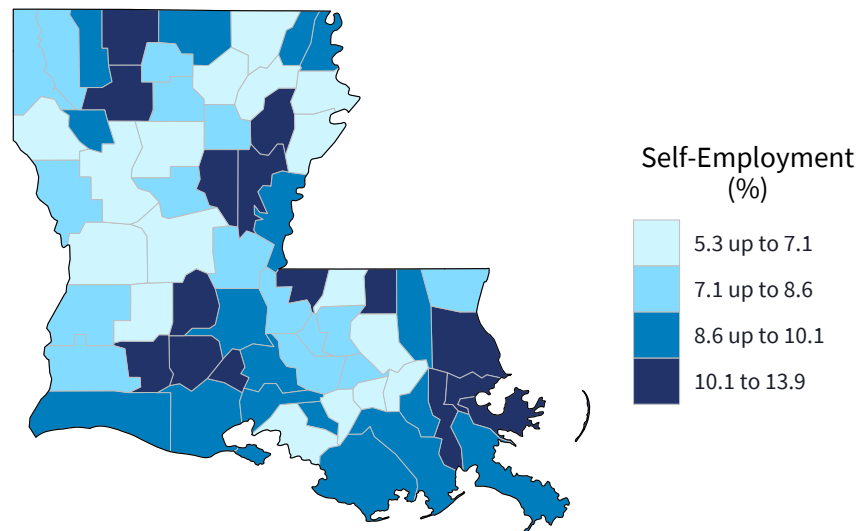 Self-Employment
(%)
5.3 up to 7.1
7.1 up to 8.6
8.6 up to 10.1
10.1 to 13.9